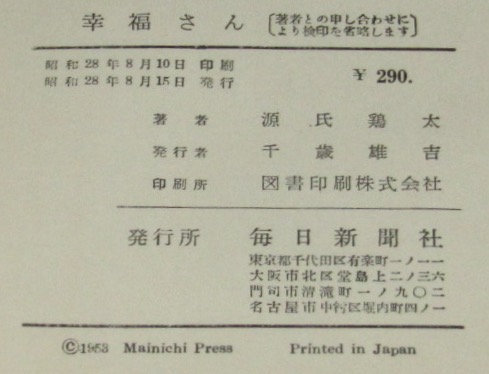 幸福さん
著者との申し合わせに
より検印を省略します
昭和28年8月10日 印刷
昭和28年8月15日 発行
¥290.
著者 源氏鶏太
発行者 千歳雄吉
印刷所 図書印刷株式会社
発行所 毎日新聞社
東京都千代田区有楽町一ノ一一
大阪市北区堂島上二ノ三六
門司市清滝町一ノ九〇二
名古屋市中村区堀内町四ノ一
©1953 Mainichi Press Printed in Japan